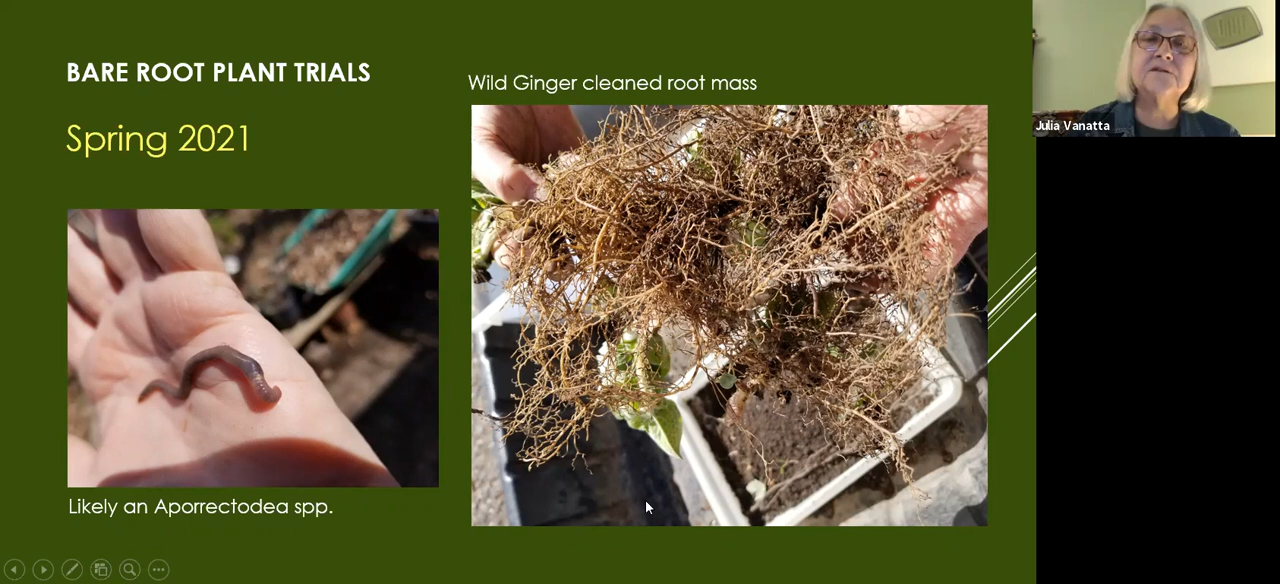 BARE ROOT PLANT TRIALS
Spring 2021
Wild Ginger cleaned root mass
Likely an Aporrectodea spp.
Julia Vanatta